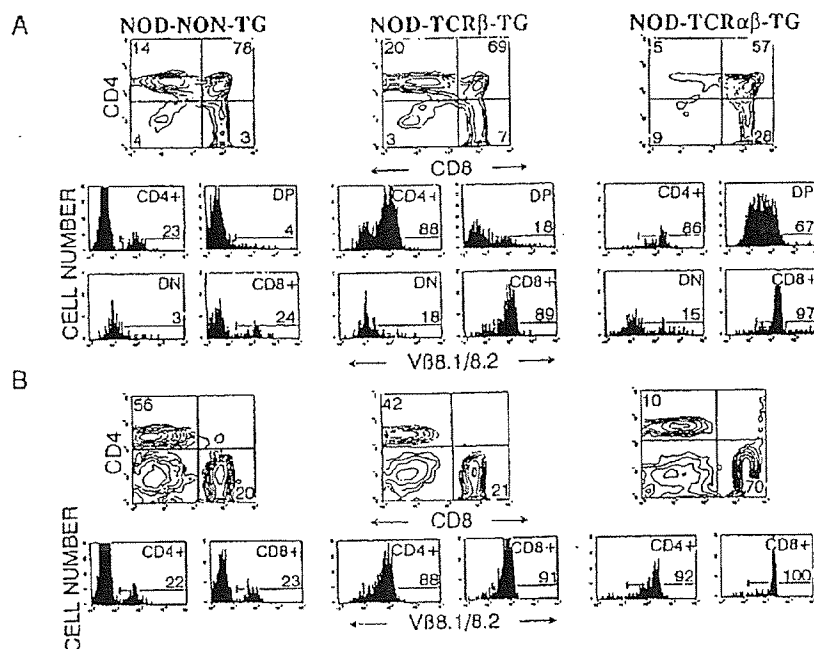 A
NOD-NON-TG NOD-TCRβ-TG NOD-TCRαβ-TG
14 78 20 69 5 57
CD4
4 3 3 7 9 28
← CD8 →
CELL NUMBER
CD4+ DP CD4+ DP CD4+ DP
23 4 88 18 86 67
DN CD8+ DN CD8+ DN CD8+
3 24 18 89 15 97
← Vβ8.1/8.2 →
B
56 42 10
CD4
20 21 70
← CD8 →
CELL NUMBER
CD4+ CD8+ CD4+ CD8+ CD4+ CD8+
22 23 88 91 92 100
← Vβ8.1/8.2 →